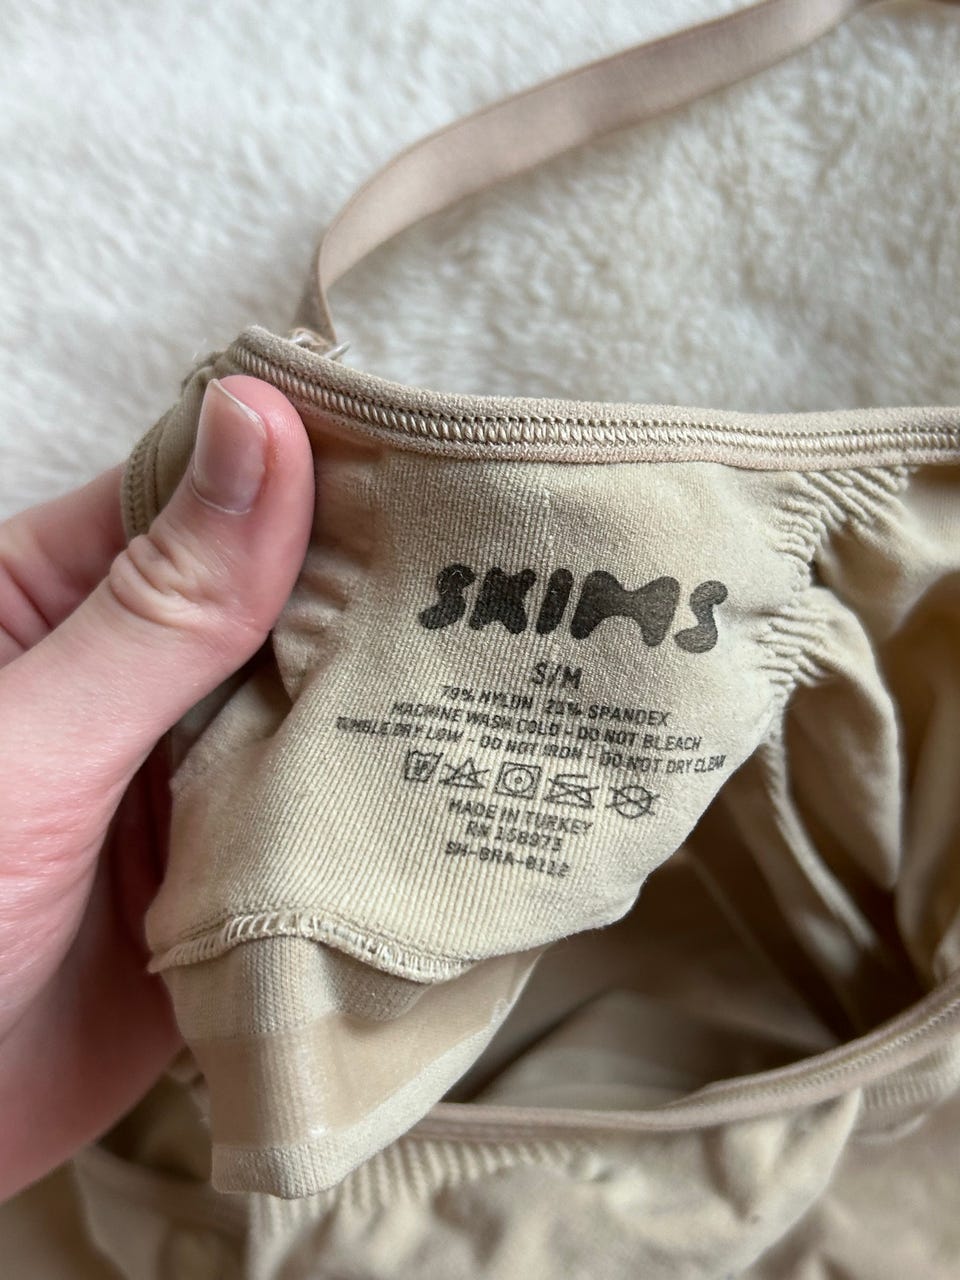 SKIMS
S/M
79% NYLON 21% SPANDEX
MACHINE WASH COLD - DO NOT BLEACH
TUMBLE DRY LOW - DO NOT IRON - DO NOT DRY CLEAN
MADE IN TURKEY
RN 158973
SH-BRA-0112